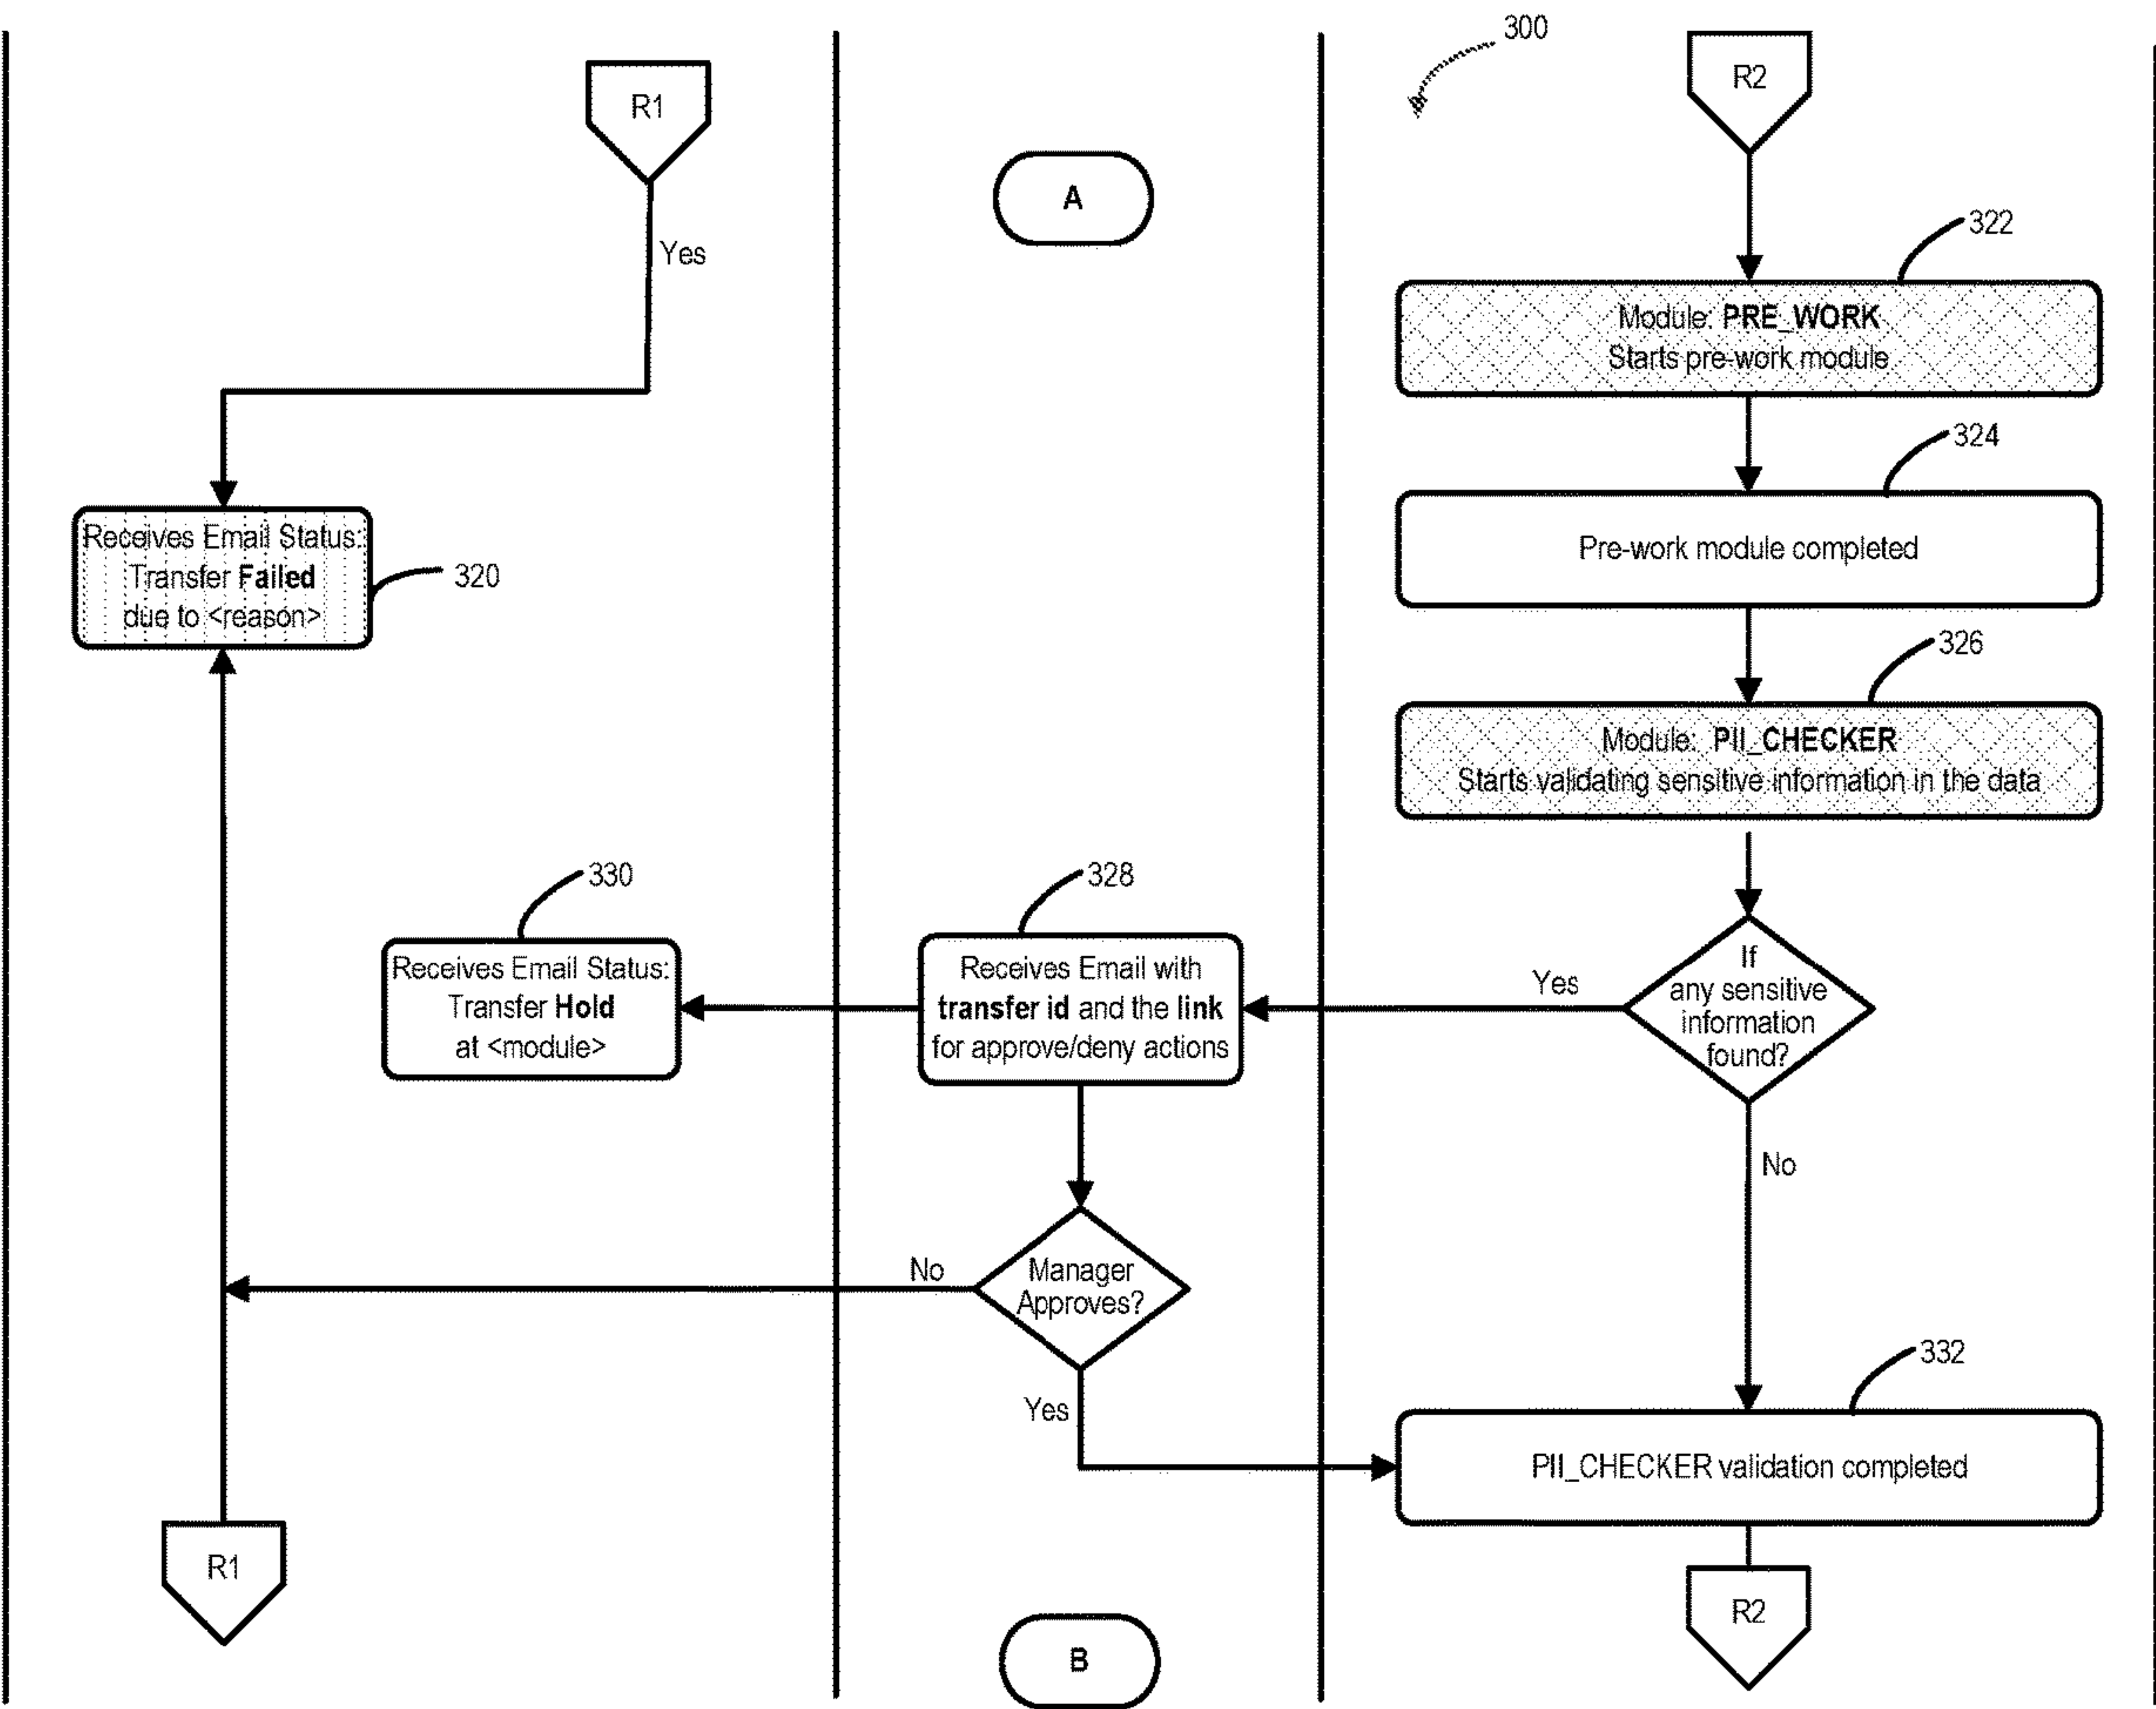 300
R1
R2
A
Yes
322
Module: PRE_WORK
Starts pre-work module
324
Pre-work module completed
Receives Email Status:
Transfer Failed
due to <reason>
320
326
Module: PII_CHECKER
Starts validating sensitive information in the data
330
328
Receives Email Status:
Transfer Hold
at <module>
Receives Email with
transfer id and the link
for approve/deny actions
Yes
If
any sensitive
information
found?
No
No
Manager
Approves?
Yes
332
PII_CHECKER validation completed
R1
R2
B